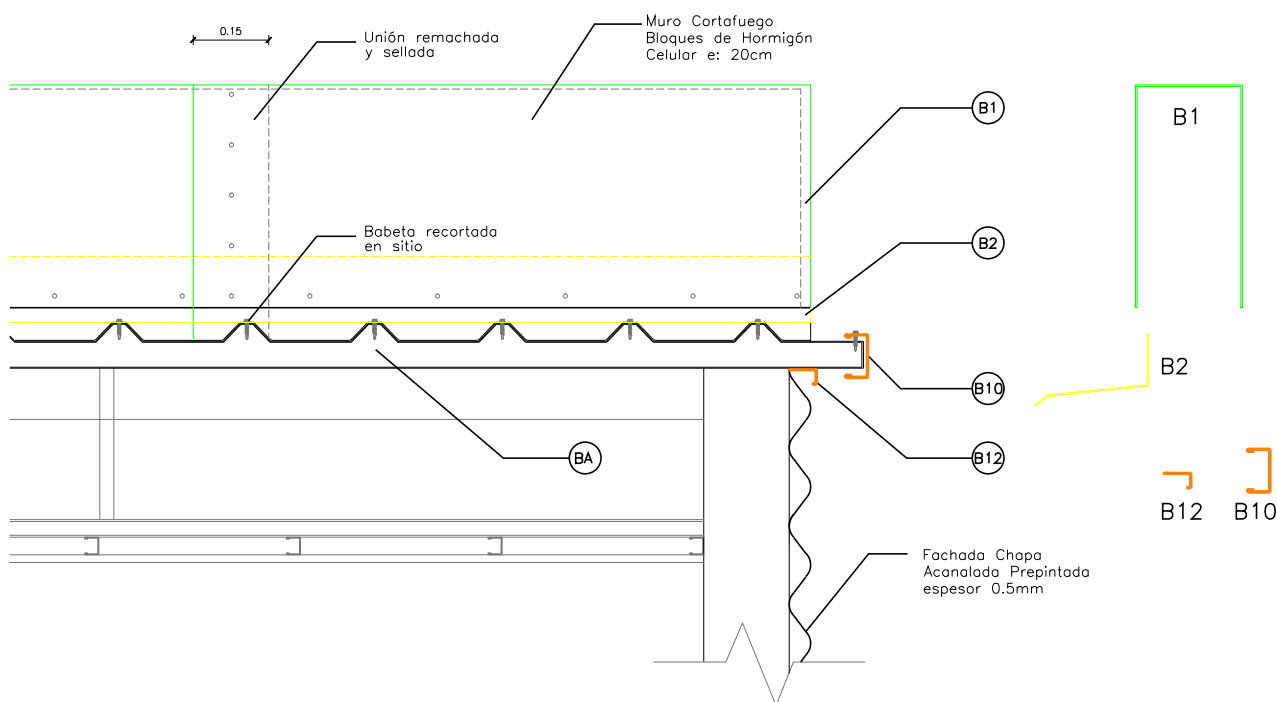 0.15
Unión remachada
y sellada
Muro Cortafuego
Bloques de Hormigón
Celular e: 20cm
B1
B1
Babeta recortada
en sitio
B2
B2
B10
BA
B12
B12
B10
Fachada Chapa
Acanalada Prepintada
espesor 0.5mm